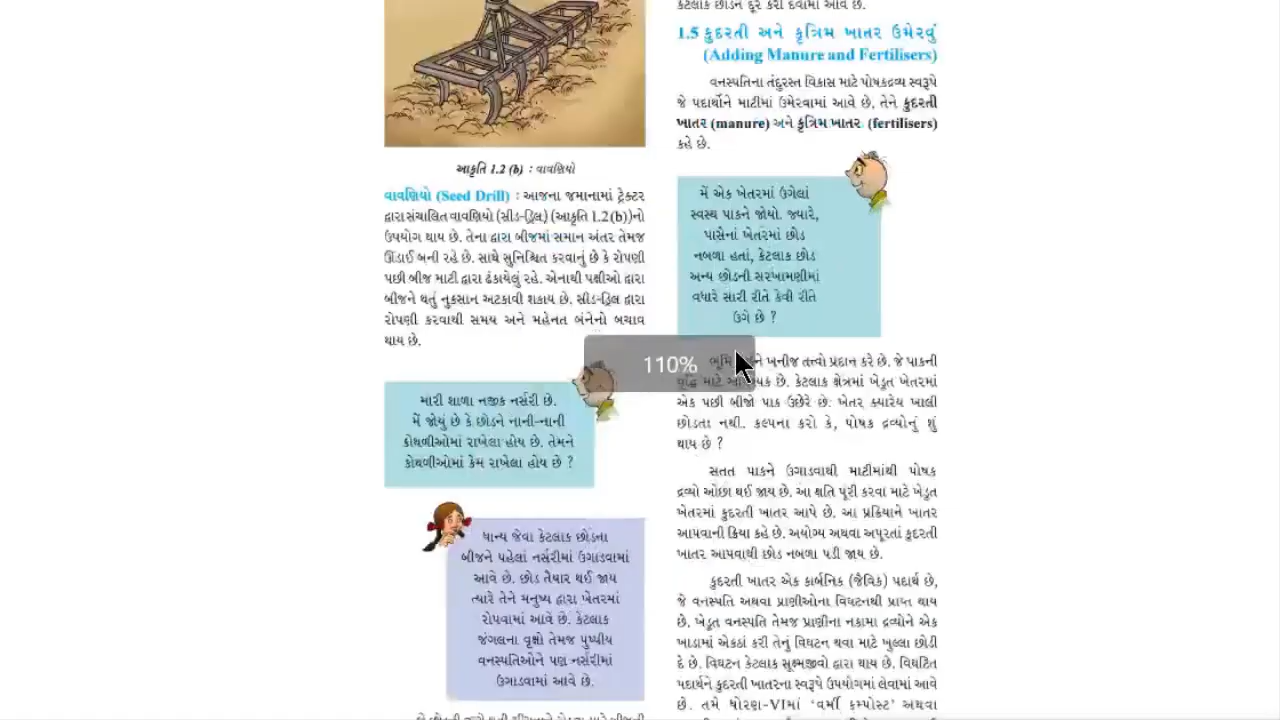 આકૃતિ 1.2 (b) : વાવણિયો
વાવણિયો (Seed Drill) : આજના જમાનામાં ટ્રેક્ટર
દ્વારા સંચાલિત વાવણિયો (સીડ-ડ્રિલ) (આકૃતિ 1.2(b))નો
ઉપયોગ થાય છે. તેના દ્વારા બીજમાં સમાન અંતર તેમજ
ઊંડાઈ બની રહે છે. સાથે સુનિશ્ચિત કરવાનું છે કે રોપણી
પછી બીજ માટી દ્વારા ઢંકાયેલું રહે. એનાથી પક્ષીઓ દ્વારા
બીજને થતું નુકસાન અટકાવી શકાય છે. સીડ-ડ્રિલ દ્વારા
રોપણી કરવાથી સમય અને મહેનત બંનેનો બચાવ
થાય છે.
મારી શાળા નજીક નર્સરી છે.
મેં જોયું છે કે છોડને નાની-નાની
કોથળીઓમાં રાખેલા હોય છે. તેમને
કોથળીઓમાં કેમ રાખેલા હોય છે ?
ધાન્ય જેવા કેટલાક છોડના
બીજને પહેલાં નર્સરીમાં ઉગાડવામાં
આવે છે. છોડ તૈયાર થઈ જાય
ત્યારે તેને મનુષ્ય દ્વારા ખેતરમાં
રોપવામાં આવે છે. કેટલાક
જંગલના વૃક્ષો તેમજ પુષ્પીય
વનસ્પતિઓને પણ નર્સરીમાં
ઉગાડવામાં આવે છે.
કેટલાક છોડને દૂર કરી દેવામાં આવે છે.
1.5 કુદરતી અને કૃત્રિમ ખાતર ઉમેરવું
(Adding Manure and Fertilisers)
વનસ્પતિના તંદુરસ્ત વિકાસ માટે પોષકદ્રવ્ય સ્વરૂપે
જે પદાર્થોને માટીમાં ઉમેરવામાં આવે છે, તેને કુદરતી
ખાતર (manure) અને કૃત્રિમ ખાતર (fertilisers)
કહે છે.
મેં એક ખેતરમાં ઉગેલાં
સ્વસ્થ પાકને જોયો. જ્યારે,
પાસેનાં ખેતરમાં છોડ
નબળા હતાં, કેટલાક છોડ
અન્ય છોડની સરખામણીમાં
વધારે સારી રીતે કેવી રીતે
ઉગે છે ?
110%
ભૂમિ ખનીજ તત્ત્વો પ્રદાન કરે છે. જે પાકની
વૃદ્ધિ માટે છે. કેટલાક ક્ષેત્રમાં ખેડૂત ખેતરમાં
એક પછી બીજો પાક ઉછેરે છે. ખેતર ક્યારેય ખાલી
છોડતા નથી. કલ્પના કરો કે, પોષક દ્રવ્યોનું શું
થાય છે ?
સતત પાકને ઉગાડવાથી માટીમાંથી પોષક
દ્રવ્યો ઓછા થઈ જાય છે. આ ક્ષતિ પૂરી કરવા માટે ખેડૂત
ખેતરમાં કુદરતી ખાતર આપે છે. આ પ્રક્રિયાને ખાતર
આપવાની ક્રિયા કહે છે. અયોગ્ય અથવા અપૂરતાં કુદરતી
ખાતર આપવાથી છોડ નબળા પડી જાય છે.
કુદરતી ખાતર એક કાર્બનિક (જૈવિક) પદાર્થ છે,
જે વનસ્પતિ અથવા પ્રાણીઓના વિઘટનથી પ્રાપ્ત થાય
છે. ખેડૂત વનસ્પતિ તેમજ પ્રાણીના નકામા દ્રવ્યોને એક
ખાડામાં એકઠાં કરી તેનું વિઘટન થવા માટે ખુલ્લા છોડી
દે છે. વિઘટન કેટલાક સૂક્ષ્મજીવો દ્વારા થાય છે. વિઘટિત
પદાર્થને કુદરતી ખાતરના સ્વરૂપે ઉપયોગમાં લેવામાં આવે
છે. તમે ધોરણ-VIમાં ‘વર્મી કમ્પોસ્ટ’ અથવા